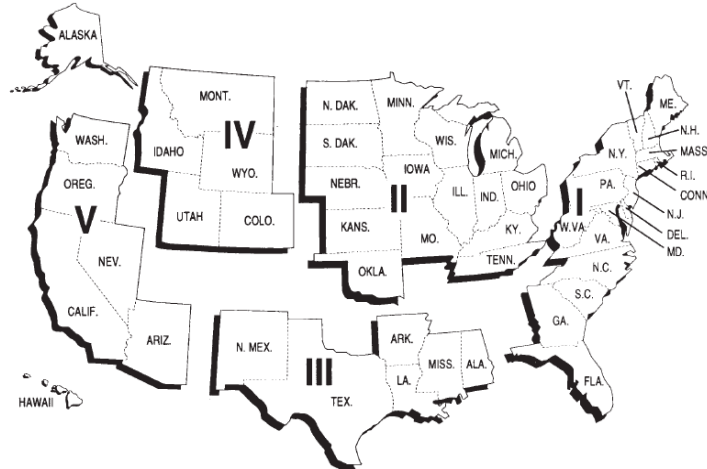 ALASKA
MONT.
N. DAK.
MINN.
VT.
ME.
WASH.
IV
N.H.
MASS
IDAHO
S. DAK.
WIS.
MICH.
N.Y.
R.I.
WYO.
OREG.
NEBR.
IOWA
PA.
CONN
V
UTAH
COLO.
II
ILL.
IND.
OHIO
I
N.J.
KANS.
MO.
KY.
W.VA.
VA.
DEL.
MD.
NEV.
OKLA.
TENN.
N.C.
CALIF.
ARIZ.
N. MEX.
III
TEX.
ARK.
LA.
MISS.
ALA.
S.C.
GA.
FLA.
HAWAII